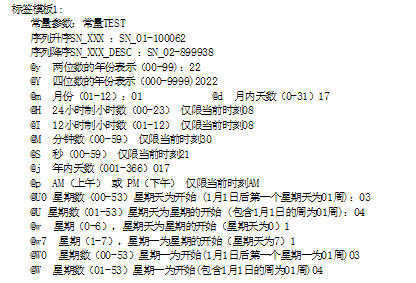 标签模板1:
常量参数: 常量TEST
序列升序SN_XXX : SN_01-100062
序列降序SN_XXX_DESC : SN_02-899938
@y 两位数的年份表示 (00-99): 22
@Y 四位数的年份表示 (000-9999)2022
@m 月份 (01-12): 01 @d 月内天数(0-31)17
@H 24小时制小时数 (00-23) 仅限当前时刻08
@I 12小时制小时数 (01-12) 仅限当前时刻08
@M 分钟数 (00-59) 仅限当前时刻30
@S 秒 (00-59) 仅限当前时刻21
@j 年内天数 (001-366) 017
@p AM(上午) 或 PM(下午) 仅限当前时刻AM
@U0 星期数 (00-53) 星期天为开始 (1月1日后第一个星期天为01周): 03
@U 星期数 (01-53) 星期天为星期的开始 (包含1月1日的周为01周): 04
@w 星期 (0-6), 星期天为星期的开始 (星期天为0) 1
@w7 星期 (1-7), 星期一为星期的开始 (星期天为7) 1
@W0 星期数 (00-53) 星期一为开始(1月1日后第一个星期一为01周)03
@W 星期数 (01-53) 星期一为开始(包含1月1日的周为01周)04